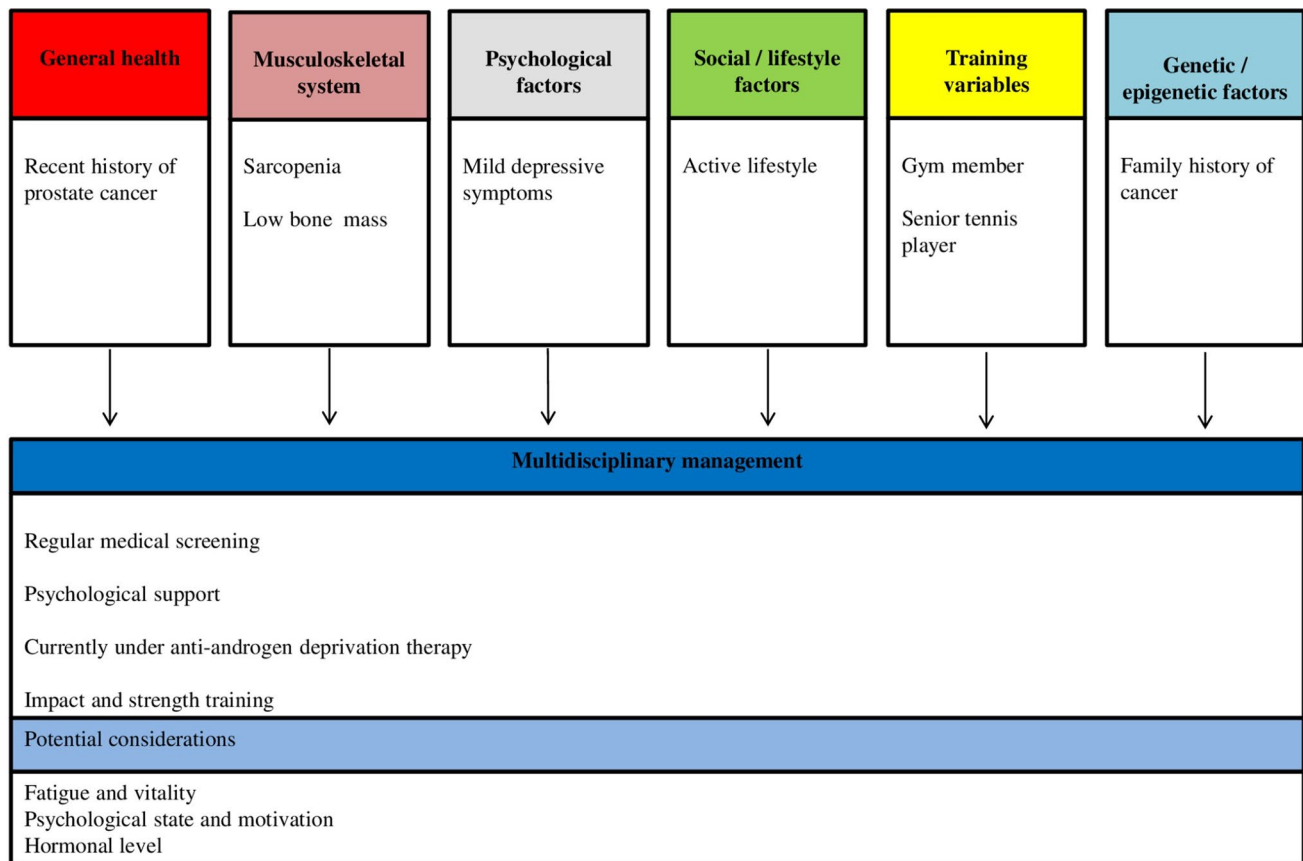 General health
Musculoskeletal
system
Psychological
factors
Social / lifestyle
factors
Training
variables
Genetic /
epigenetic factors
Recent history of
prostate cancer
Sarcopenia
Low bone mass
Mild depressive
symptoms
Active lifestyle
Gym member
Senior tennis
player
Family history of
cancer
Multidisciplinary management
Regular medical screening
Psychological support
Currently under anti-androgen deprivation therapy
Impact and strength training
Potential considerations
Fatigue and vitality
Psychological state and motivation
Hormonal level